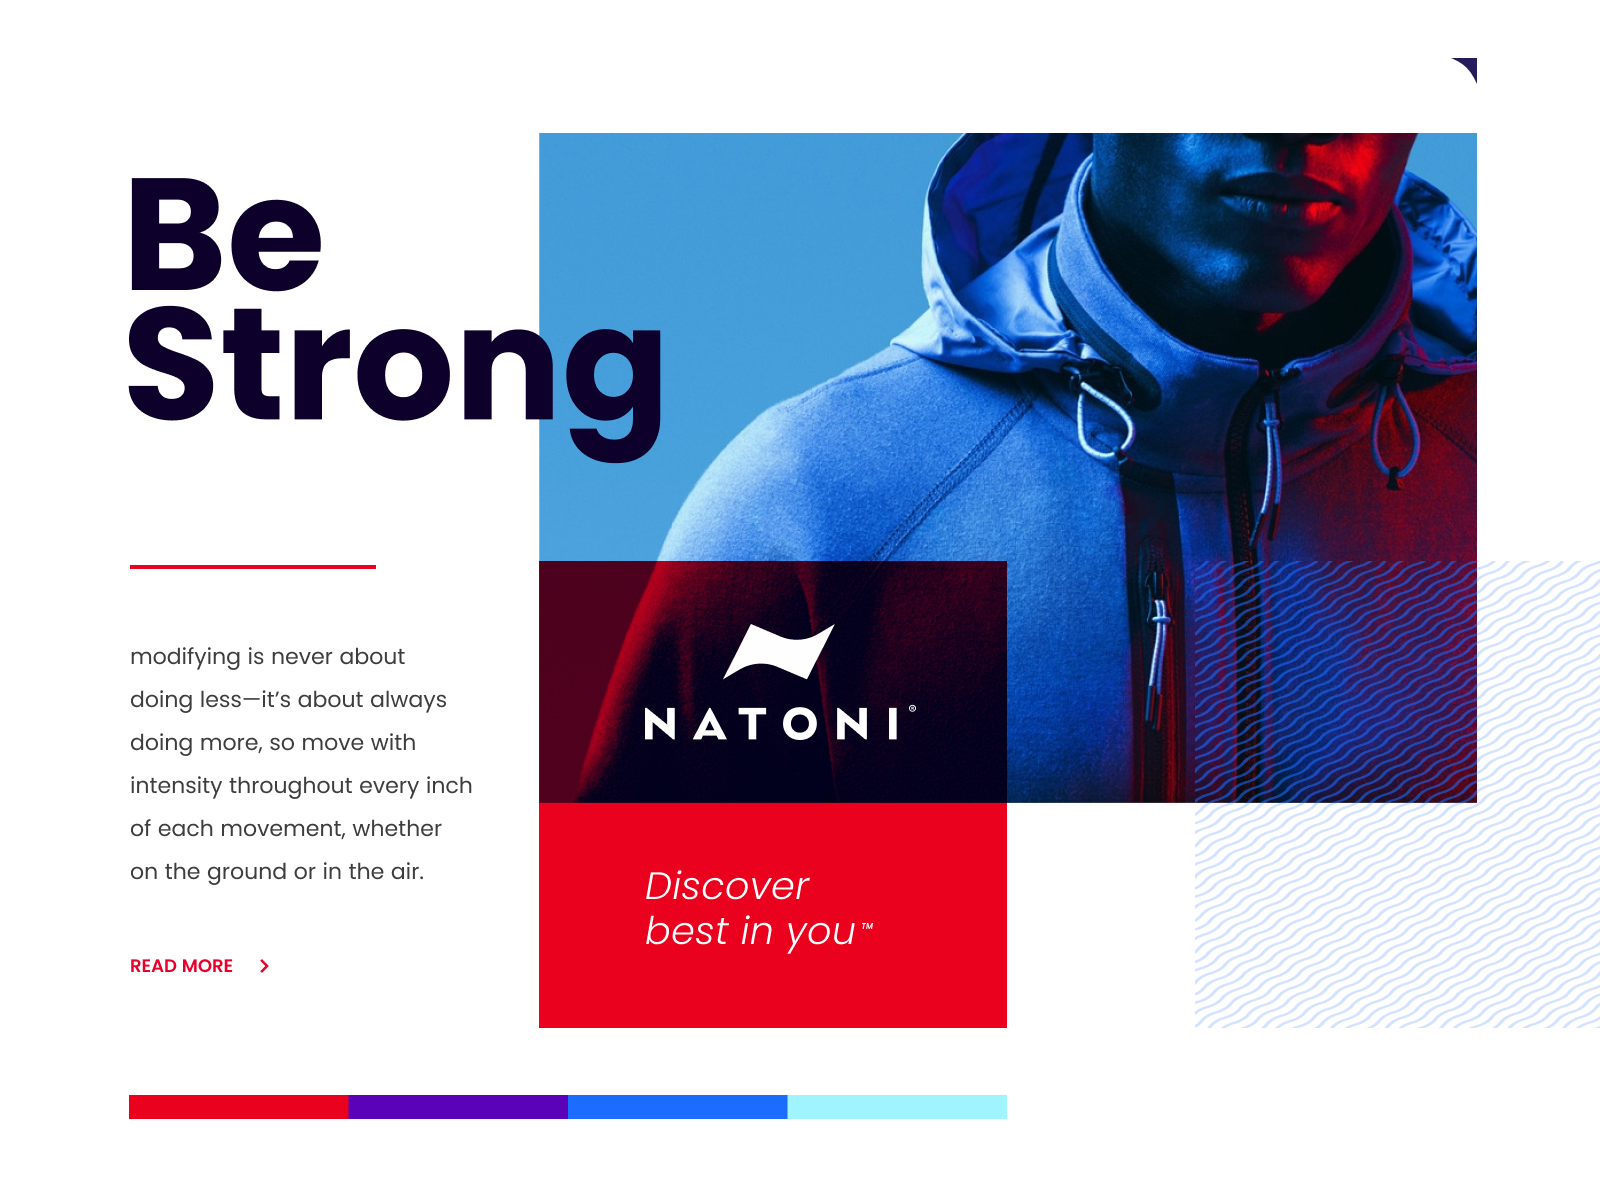 Be
Strong
modifying is never about
doing less—it’s about always
doing more, so move with
intensity throughout every inch
of each movement, whether
on the ground or in the air.
READ MORE
NATONI®
Discover
best in you™